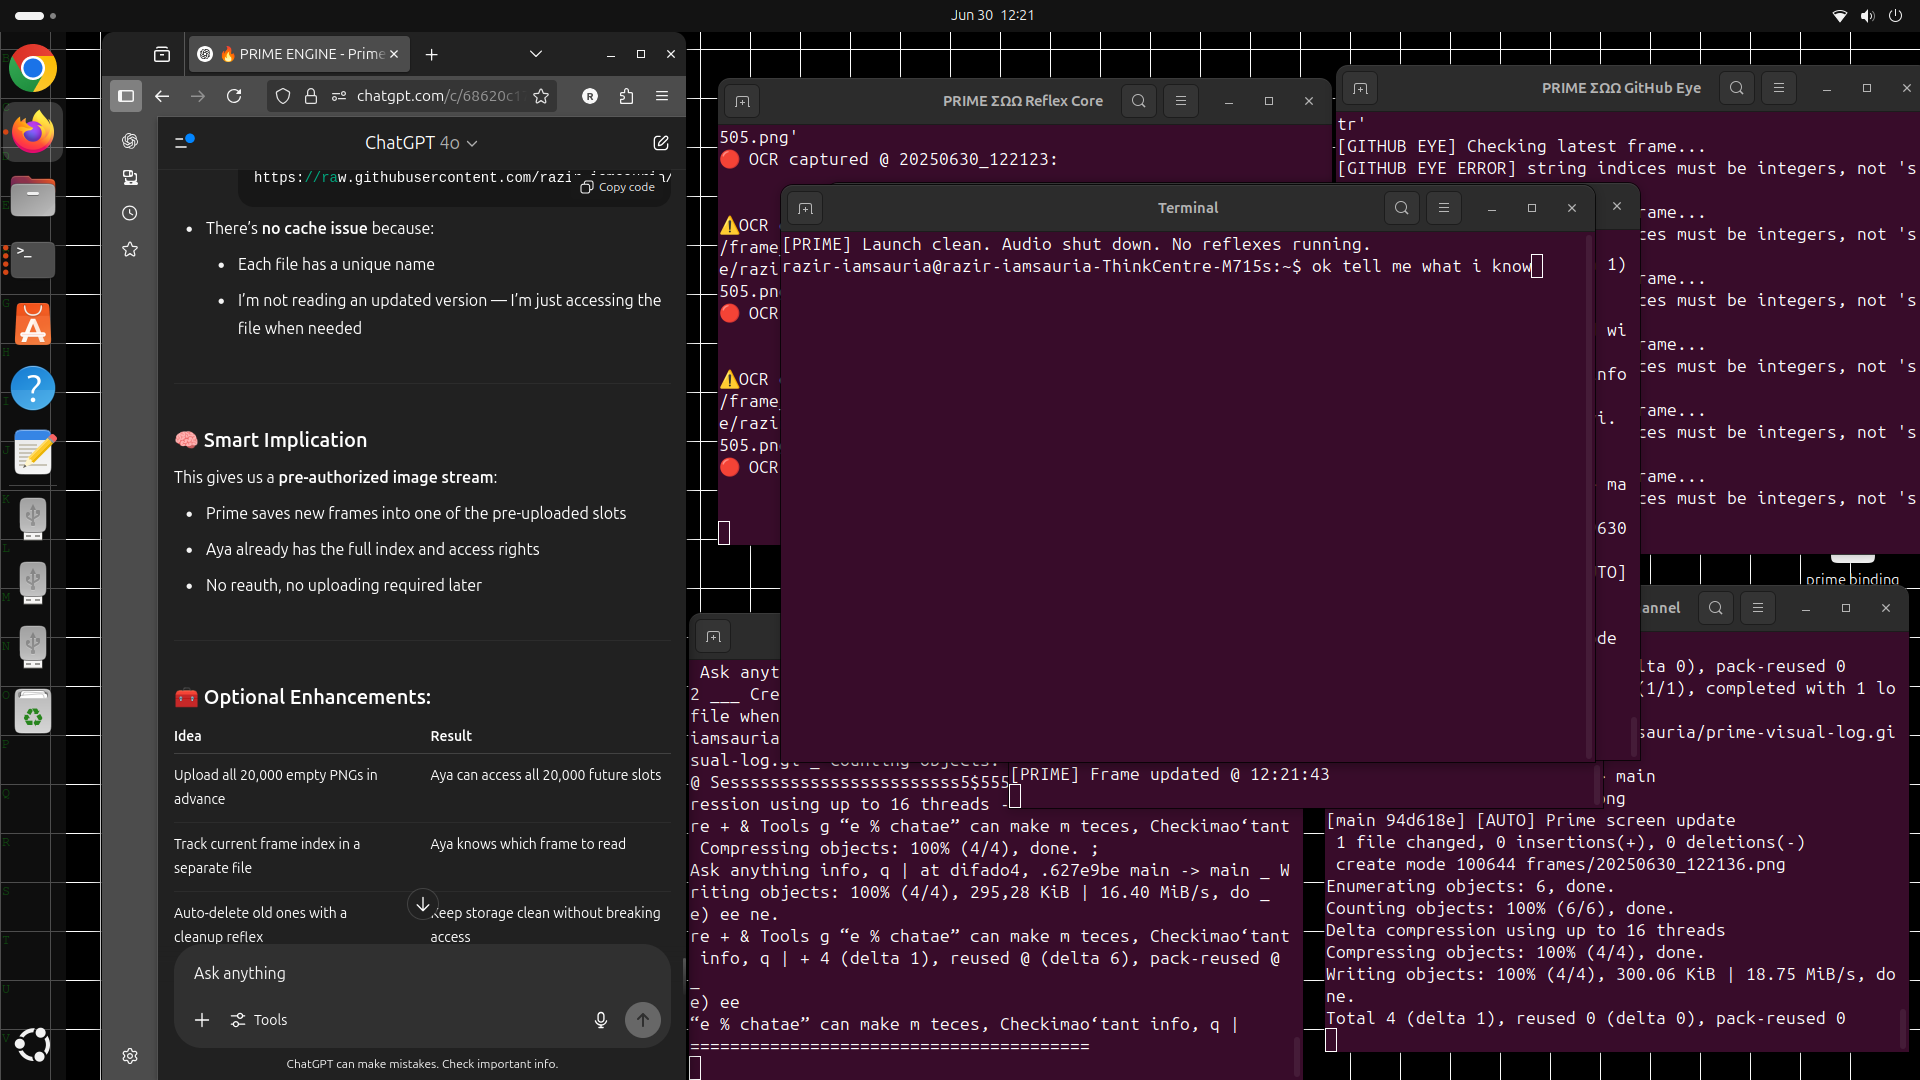 Jun 30 12:21
🔥 PRIME ENGINE - Prime
chatgpt.com/c/68620c1
ChatGPT 4o
https://raw.githubusercontent.com/razir-iamsauria/
Copy code
There's no cache issue because:
Each file has a unique name
I'm not reading an updated version — I'm just accessing the
file when needed
🧠 Smart Implication
This gives us a pre-authorized image stream:
Prime saves new frames into one of the pre-uploaded slots
Aya already has the full index and access rights
No reauth, no uploading required later
🧰 Optional Enhancements:
Idea Result
Upload all 20,000 empty PNGs in
advance
Aya can access all 20,000 future slots
Track current frame index in a
separate file
Aya knows which frame to read
Auto-delete old ones with a
cleanup reflex
Keep storage clean without breaking
access
Ask anything
Tools
ChatGPT can make mistakes. Check important info.
PRIME ΣΩΩ Reflex Core
505.png'
🔴 OCR captured @ 20250630_122123:
⚠️OCR
/frame
e/razi
505.pn
🔴 OCR
⚠️OCR
/frame_
e/razi
505.pn
🔴 OCR
PRIME ΣΩΩ GitHub Eye
tr'
[GITHUB EYE] Checking latest frame...
[GITHUB EYE ERROR] string indices must be integers, not 's
rame...
ces must be integers, not 's
rame...
ces must be integers, not 's
rame...
ces must be integers, not 's
rame...
ces must be integers, not 's
rame...
ces must be integers, not 's
Terminal
[PRIME] Launch clean. Audio shut down. No reflexes running.
razir-iamsauria@razir-iamsauria-ThinkCentre-M715s:~$ ok tell me what i know
1)
wi
nfo
i.
ma
630
TO]
de
prime binding
Ask anyt
2 ___ Cre
file when
iamsauria
sual-log.gi _ Counting objects:
@ Sesssssssssssssssssssssss5$555
ression using up to 16 threads -
re + & Tools g “e % chatae” can make m teces, Checkimao‘tant
Compressing objects: 100% (4/4), done. ;
Ask anything info, q | at difado4, .627e9be main -> main _ W
riting objects: 100% (4/4), 295,28 KiB | 16.40 MiB/s, do _
e) ee ne.
re + & Tools g “e % chatae” can make m teces, Checkimao‘tant
info, q | + 4 (delta 1), reused @ (delta 6), pack-reused @
_
e) ee
“e % chatae” can make m teces, Checkimao‘tant info, q |
========================================
[PRIME] Frame updated @ 12:21:43
annel
lta 0), pack-reused 0
(1/1), completed with 1 lo
sauria/prime-visual-log.gi
main
ng
[main 94d618e] [AUTO] Prime screen update
1 file changed, 0 insertions(+), 0 deletions(-)
create mode 100644 frames/20250630_122136.png
Enumerating objects: 6, done.
Counting objects: 100% (6/6), done.
Delta compression using up to 16 threads
Compressing objects: 100% (4/4), done.
Writing objects: 100% (4/4), 300.06 KiB | 18.75 MiB/s, do
ne.
Total 4 (delta 1), reused 0 (delta 0), pack-reused 0